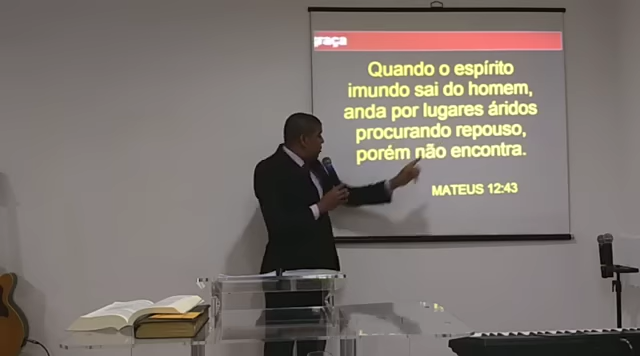 graça
Quando o espírito
imundo sai do homem,
anda por lugares áridos
procurando repouso,
porém não encontra.
MATEUS 12:43